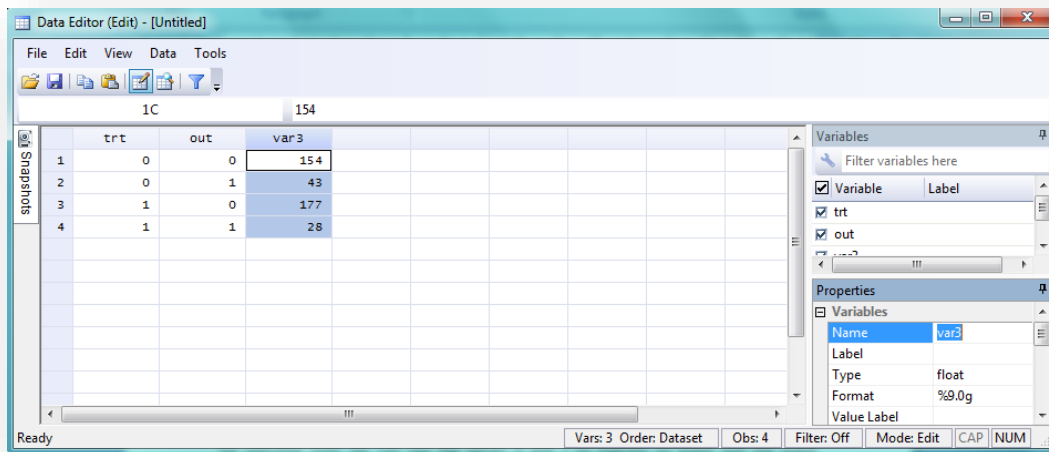 Data Editor (Edit) - [Untitled]
File Edit View Data Tools
1C 154
Snapshots
trt out var3
1 0 0 154
2 0 1 43
3 1 0 177
4 1 1 28
Variables
Filter variables here
Variable Label
trt
out
Properties
Variables
Name var3
Label
Type float
Format %9.0g
Value Label
Ready Vars: 3 Order: Dataset Obs: 4 Filter: Off Mode: Edit CAP NUM